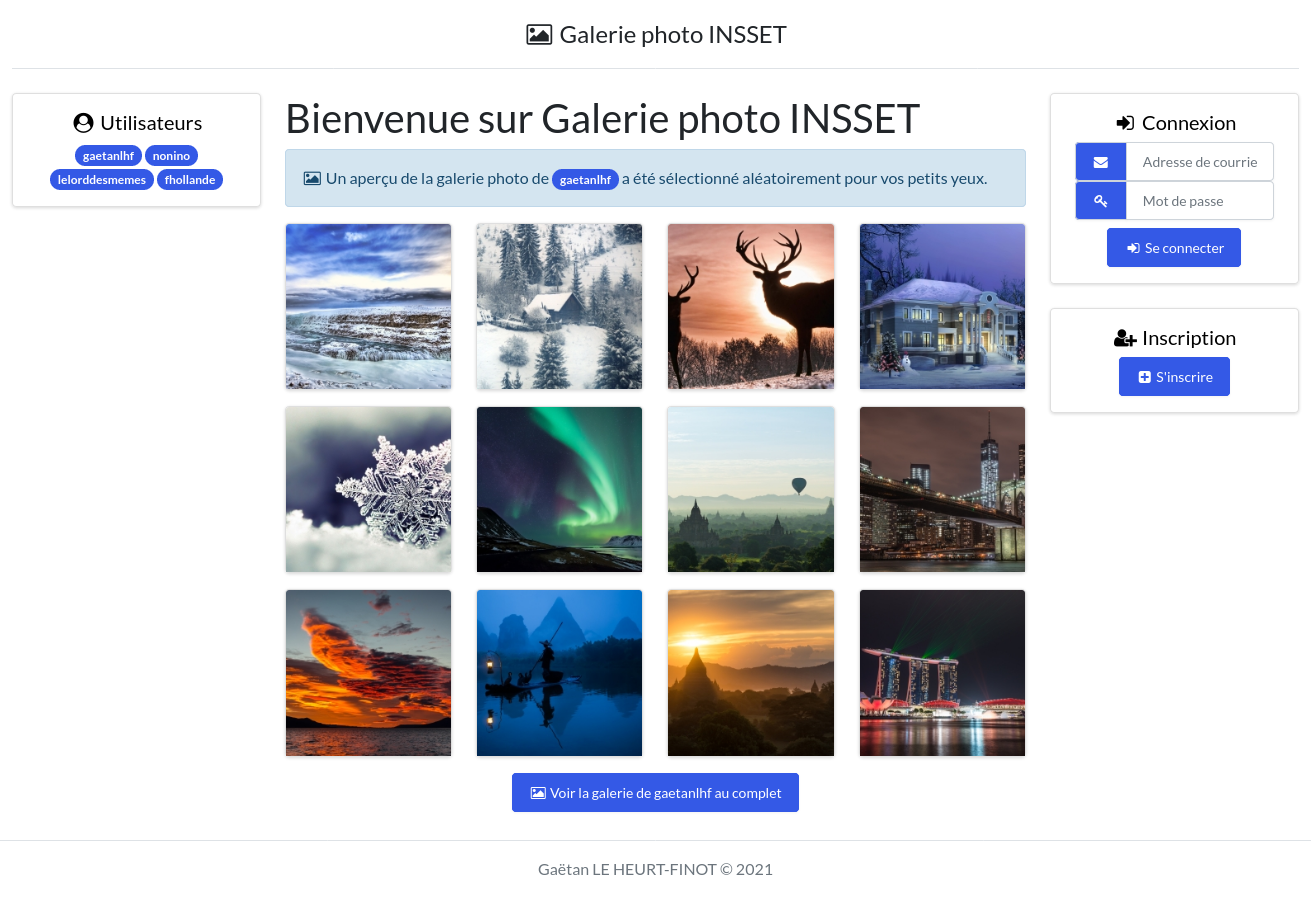 Galerie photo INSSET
Utilisateurs
gaetanlhf nonino
lelorddesmemes fhollande
Bienvenue sur Galerie photo INSSET
Un aperçu de la galerie photo de gaetanlhf a été sélectionné aléatoirement pour vos petits yeux.
Voir la galerie de gaetanlhf au complet
Connexion
Adresse de courrie
Mot de passe
Se connecter
Inscription
S'inscrire
Gaëtan LE HEURT-FINOT © 2021